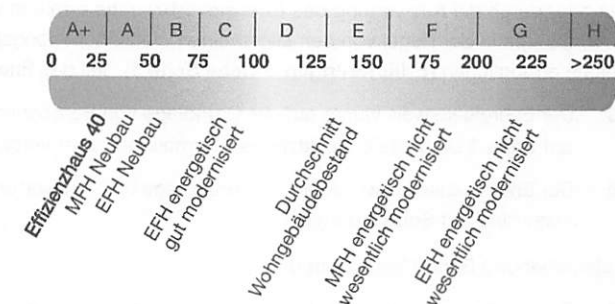 A+ A B C D E F G H
0 25 50 75 100 125 150 175 200 225 >250
Effizienzhaus 40
MFH Neubau
EFH Neubau
EFH energetisch
gut modernisiert
Durchschnitt
Wohngebäudebestand
MFH energetisch nicht
wesentlich modernisiert
EFH energetisch nicht
wesentlich modernisiert